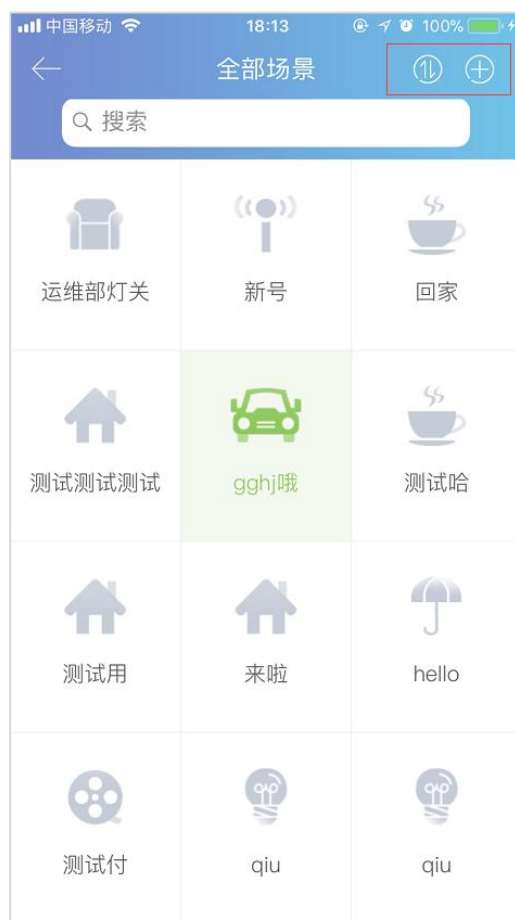 中国移动 18:13 100%
全部场景
搜索
运维部灯关 新号 回家
测试测试测试 gghj哦 测试哈
测试用 来啦 hello
测试付 qiu qiu